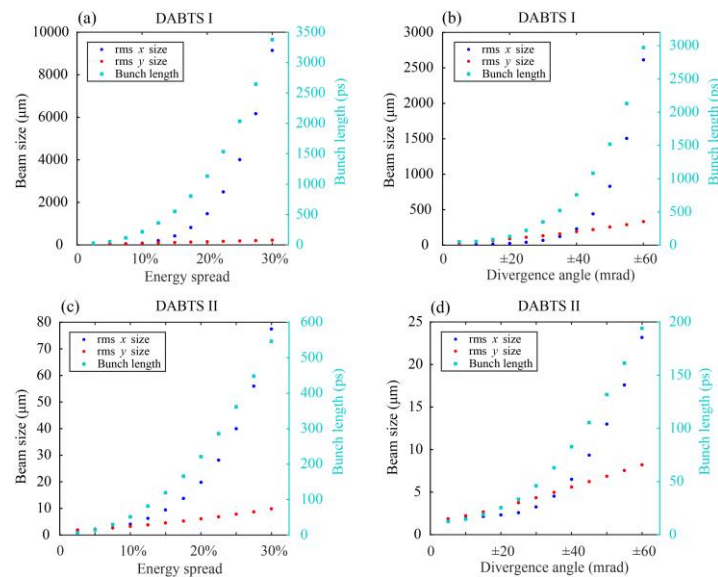 (a) DABTS I
rms x size
rms y size
Bunch length
10000
8000
6000
4000
2000
0
3500
3000
2500
2000
1500
1000
500
0
10% 20% 30%
Beam size (μm)
Bunch length (ps)
Energy spread
(b) DABTS I
rms x size
rms y size
Bunch length
3000
2500
2000
1500
1000
500
0
3000
2500
2000
1500
1000
500
0
±20 ±40 ±60
Beam size (μm)
Bunch length (ps)
Divergence angle (mrad)
(c) DABTS II
rms x size
rms y size
Bunch length
80
70
60
50
40
30
20
10
0
600
500
400
300
200
100
0
10% 20% 30%
Beam size (μm)
Bunch length (ps)
Energy spread
(d) DABTS II
rms x size
rms y size
Bunch length
25
20
15
10
5
0
200
150
100
50
0
±20 ±40 ±60
Beam size (μm)
Bunch length (ps)
Divergence angle (mrad)